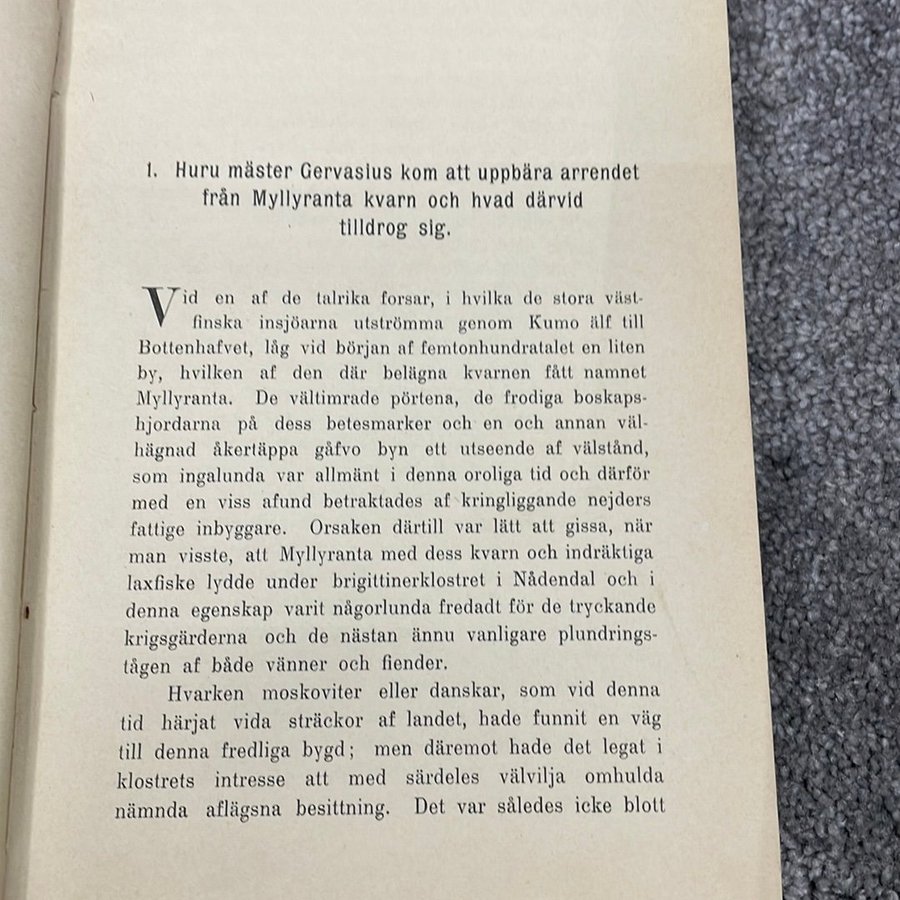 1. Huru mäster Gervasius kom att uppbära arrendet
från Myllyranta kvarn och hvad därvid
tilldrog sig.
Vid en af de talrika forsar, i hvilka de stora väst-
finska insjöarna utströmma genom Kumo älf till
Bottenhafvet, låg vid början af femtonhundratalet en liten
by, hvilken af den där belägna kvarnen fått namnet
Myllyranta. De vältimrade pörtena, de frodiga boskaps-
hjordarna på dess betesmarker och en och annan väl-
hägnad åkertäppa gåfvo byn ett utseende af välstånd,
som ingalunda var allmänt i denna oroliga tid och därför
med en viss afund betraktades af kringliggande nejders
fattige inbyggare. Orsaken därtill var lätt att gissa, när
man visste, att Myllyranta med dess kvarn och indräktiga
laxfiske lydde under brigittinerklostret i Nådendal och i
denna egenskap varit någorlunda fredadt för de tryckande
krigsgärderna och de nästan ännu vanligare plundrings-
tågen af både vänner och fiender.
Hvarken moskoviter eller danskar, som vid denna
tid härjat vida sträckor af landet, hade funnit en väg
till denna fredliga bygd; men däremot hade det legat i
klostrets intresse att med särdeles välvilja omhulda
nämnda aflägsna besittning. Det var således icke blott